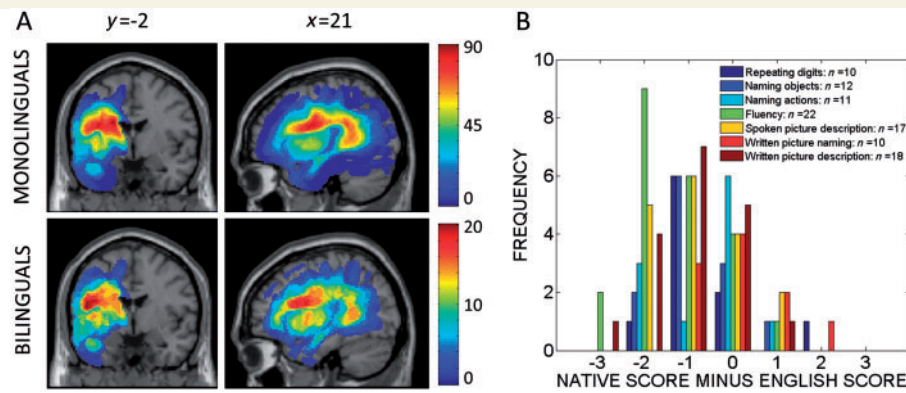 A
y=-2
x=21
B
MONOLINGUALS
90
45
0
BILINGUALS
20
10
0
10
8
6
4
2
0
FREQUENCY
Repeating digits: n =10
Naming objects: n =12
Naming actions: n =11
Fluency: n =22
Spoken picture description: n =17
Written picture naming: n =10
Written picture description: n =18
-3 -2 -1 0 1 2 3
NATIVE SCORE MINUS ENGLISH SCORE